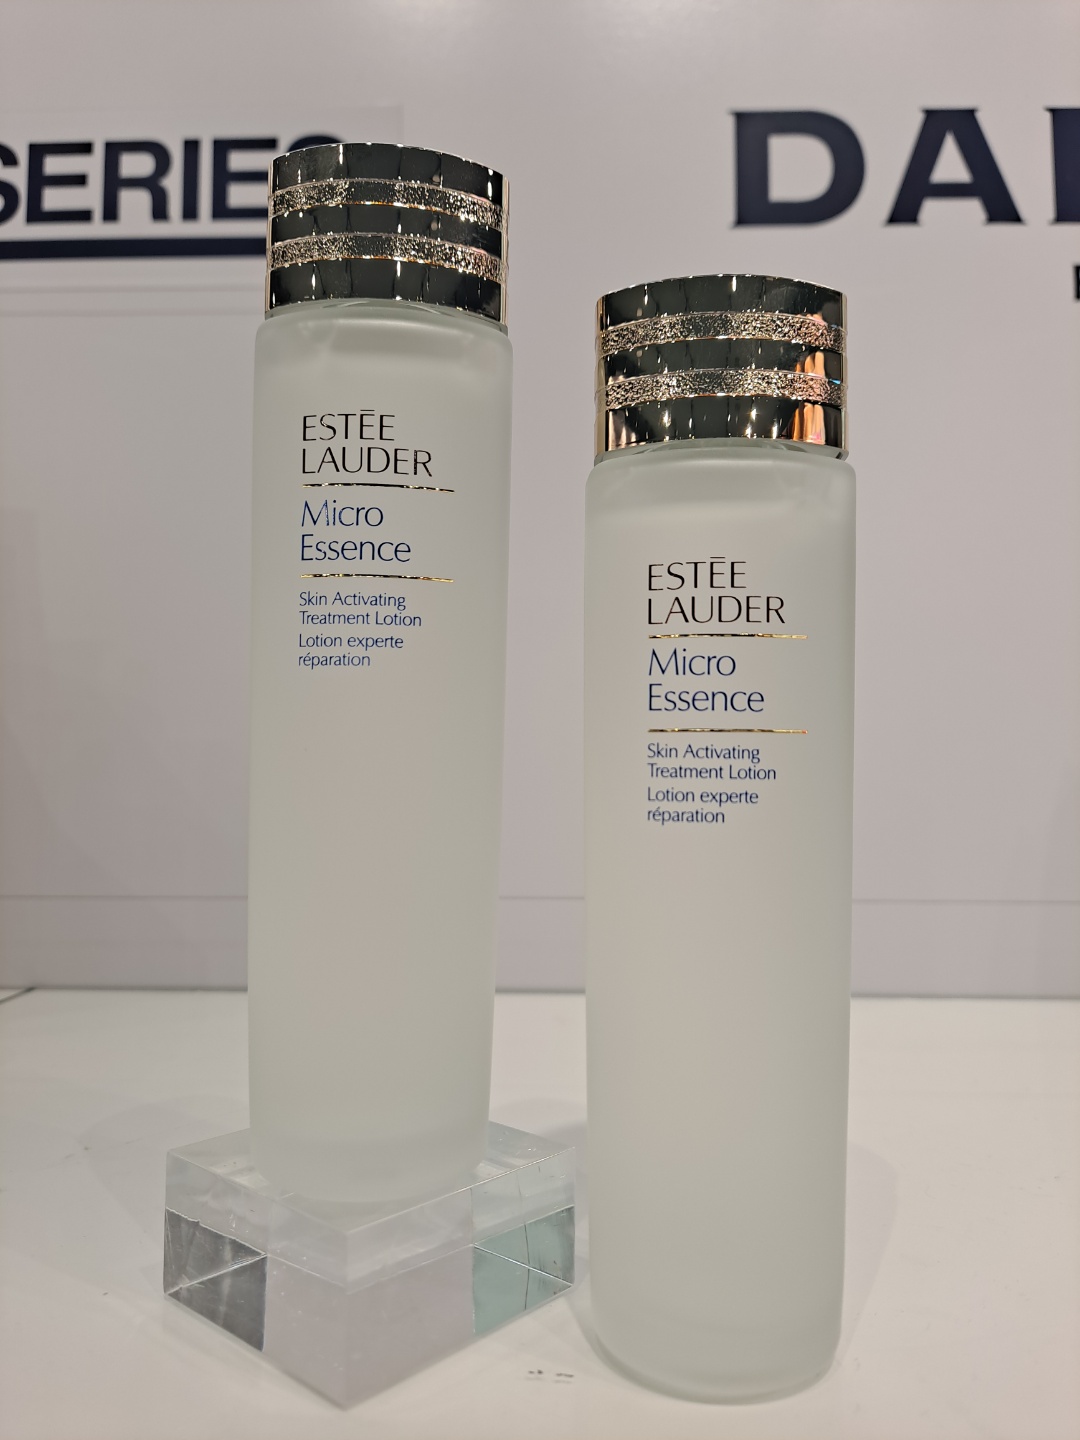 SERIES
DA
ESTĒE
LAUDER
Micro
Essence
Skin Activating
Treatment Lotion
Lotion experte
réparation
ESTĒE
LAUDER
Micro
Essence
Skin Activating
Treatment Lotion
Lotion experte
réparation